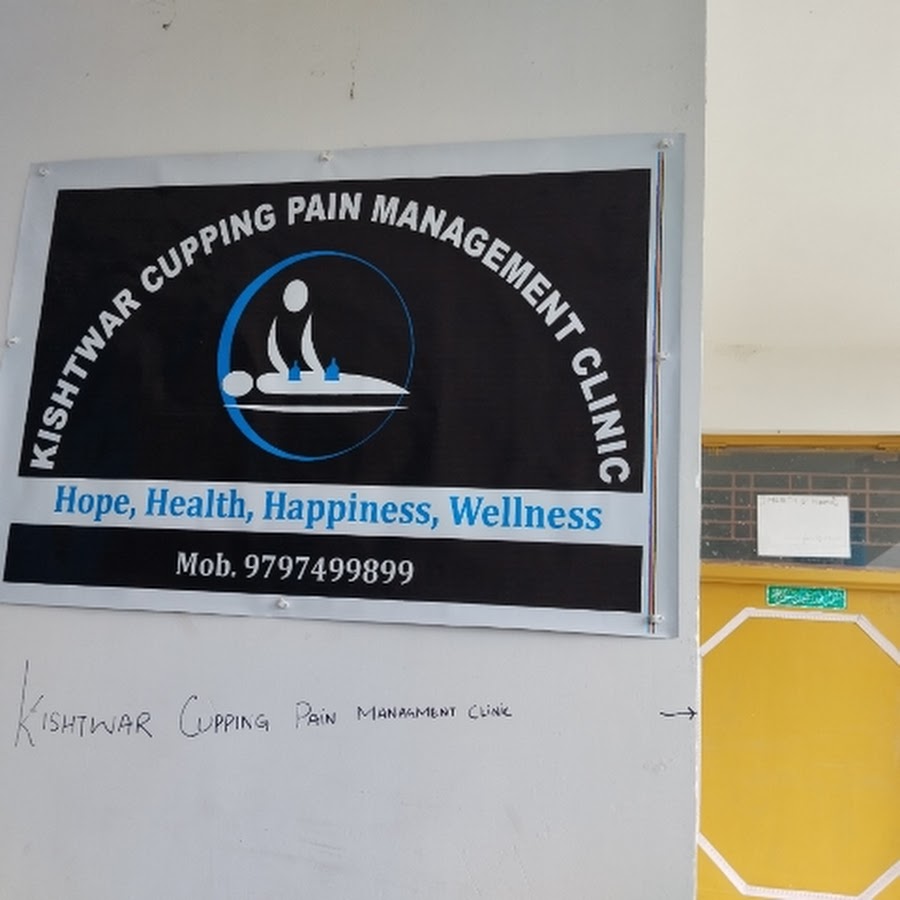 KISHTWAR CUPPING PAIN MANAGEMENT CLINIC
Hope, Health, Happiness, Wellness
Mob. 9797499899
KISHTWAR CUPPING PAIN MANAGMENT CLINIC →